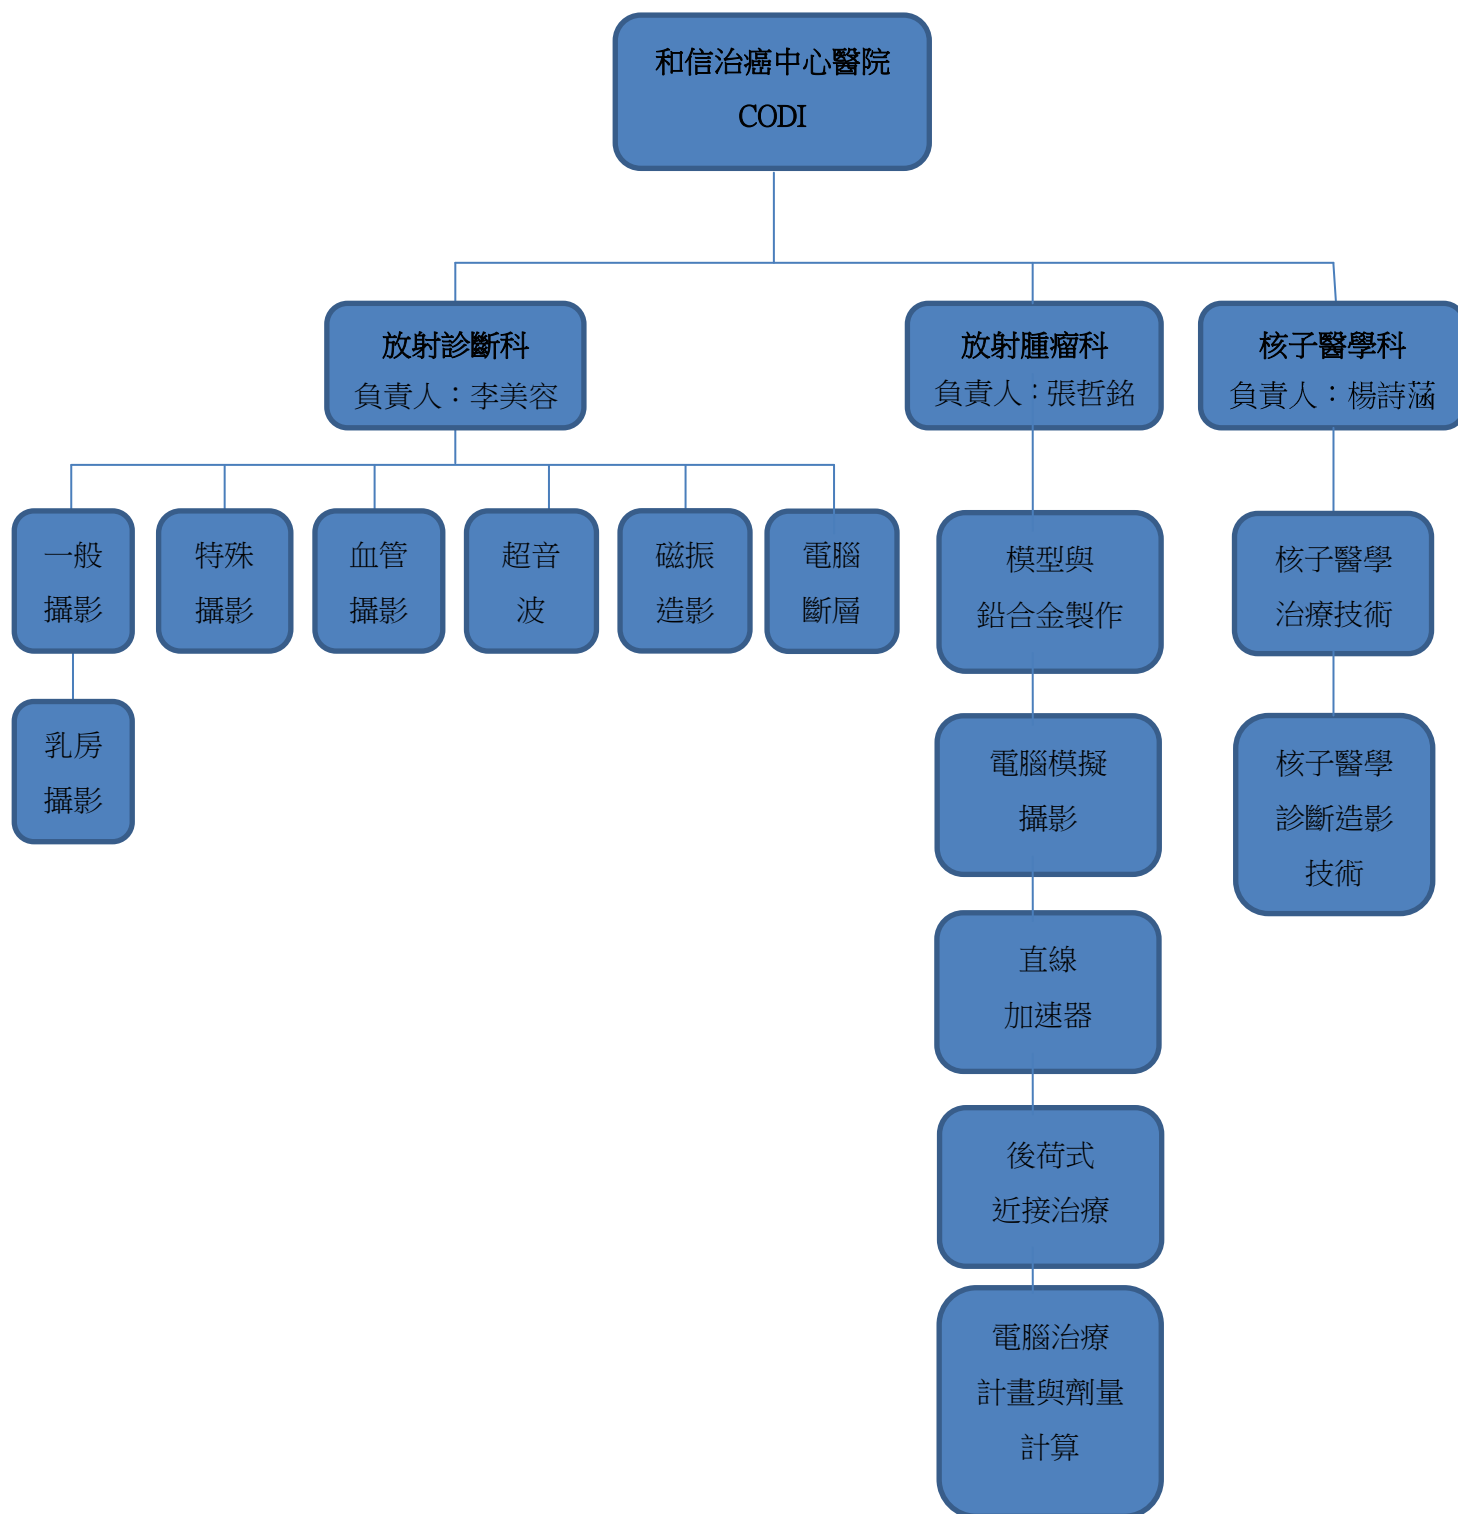 和信治癌中心醫院
CODI
放射診斷科
負責人：李美容
放射腫瘤科
負責人：張哲銘
核子醫學科
負責人：楊詩菡
一般
攝影
特殊
攝影
血管
攝影
超音
波
磁振
造影
電腦
斷層
乳房
攝影
模型與
鉛合金製作
電腦模擬
攝影
直線
加速器
後荷式
近接治療
電腦治療
計畫與劑量
計算
核子醫學
治療技術
核子醫學
診斷造影
技術